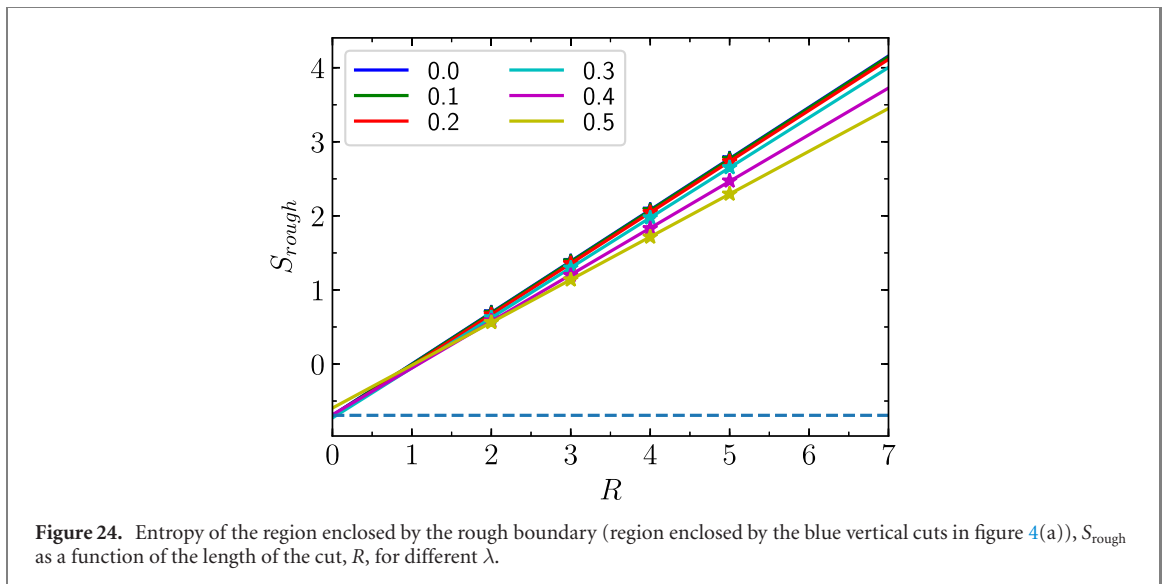 4
3
2
1
0
S_rough
0.0 0.3
0.1 0.4
0.2 0.5
0 1 2 3 4 5 6 7
R
Figure 24. Entropy of the region enclosed by the rough boundary (region enclosed by the blue vertical cuts in figure 4(a)), S_rough
as a function of the length of the cut, R, for different λ.